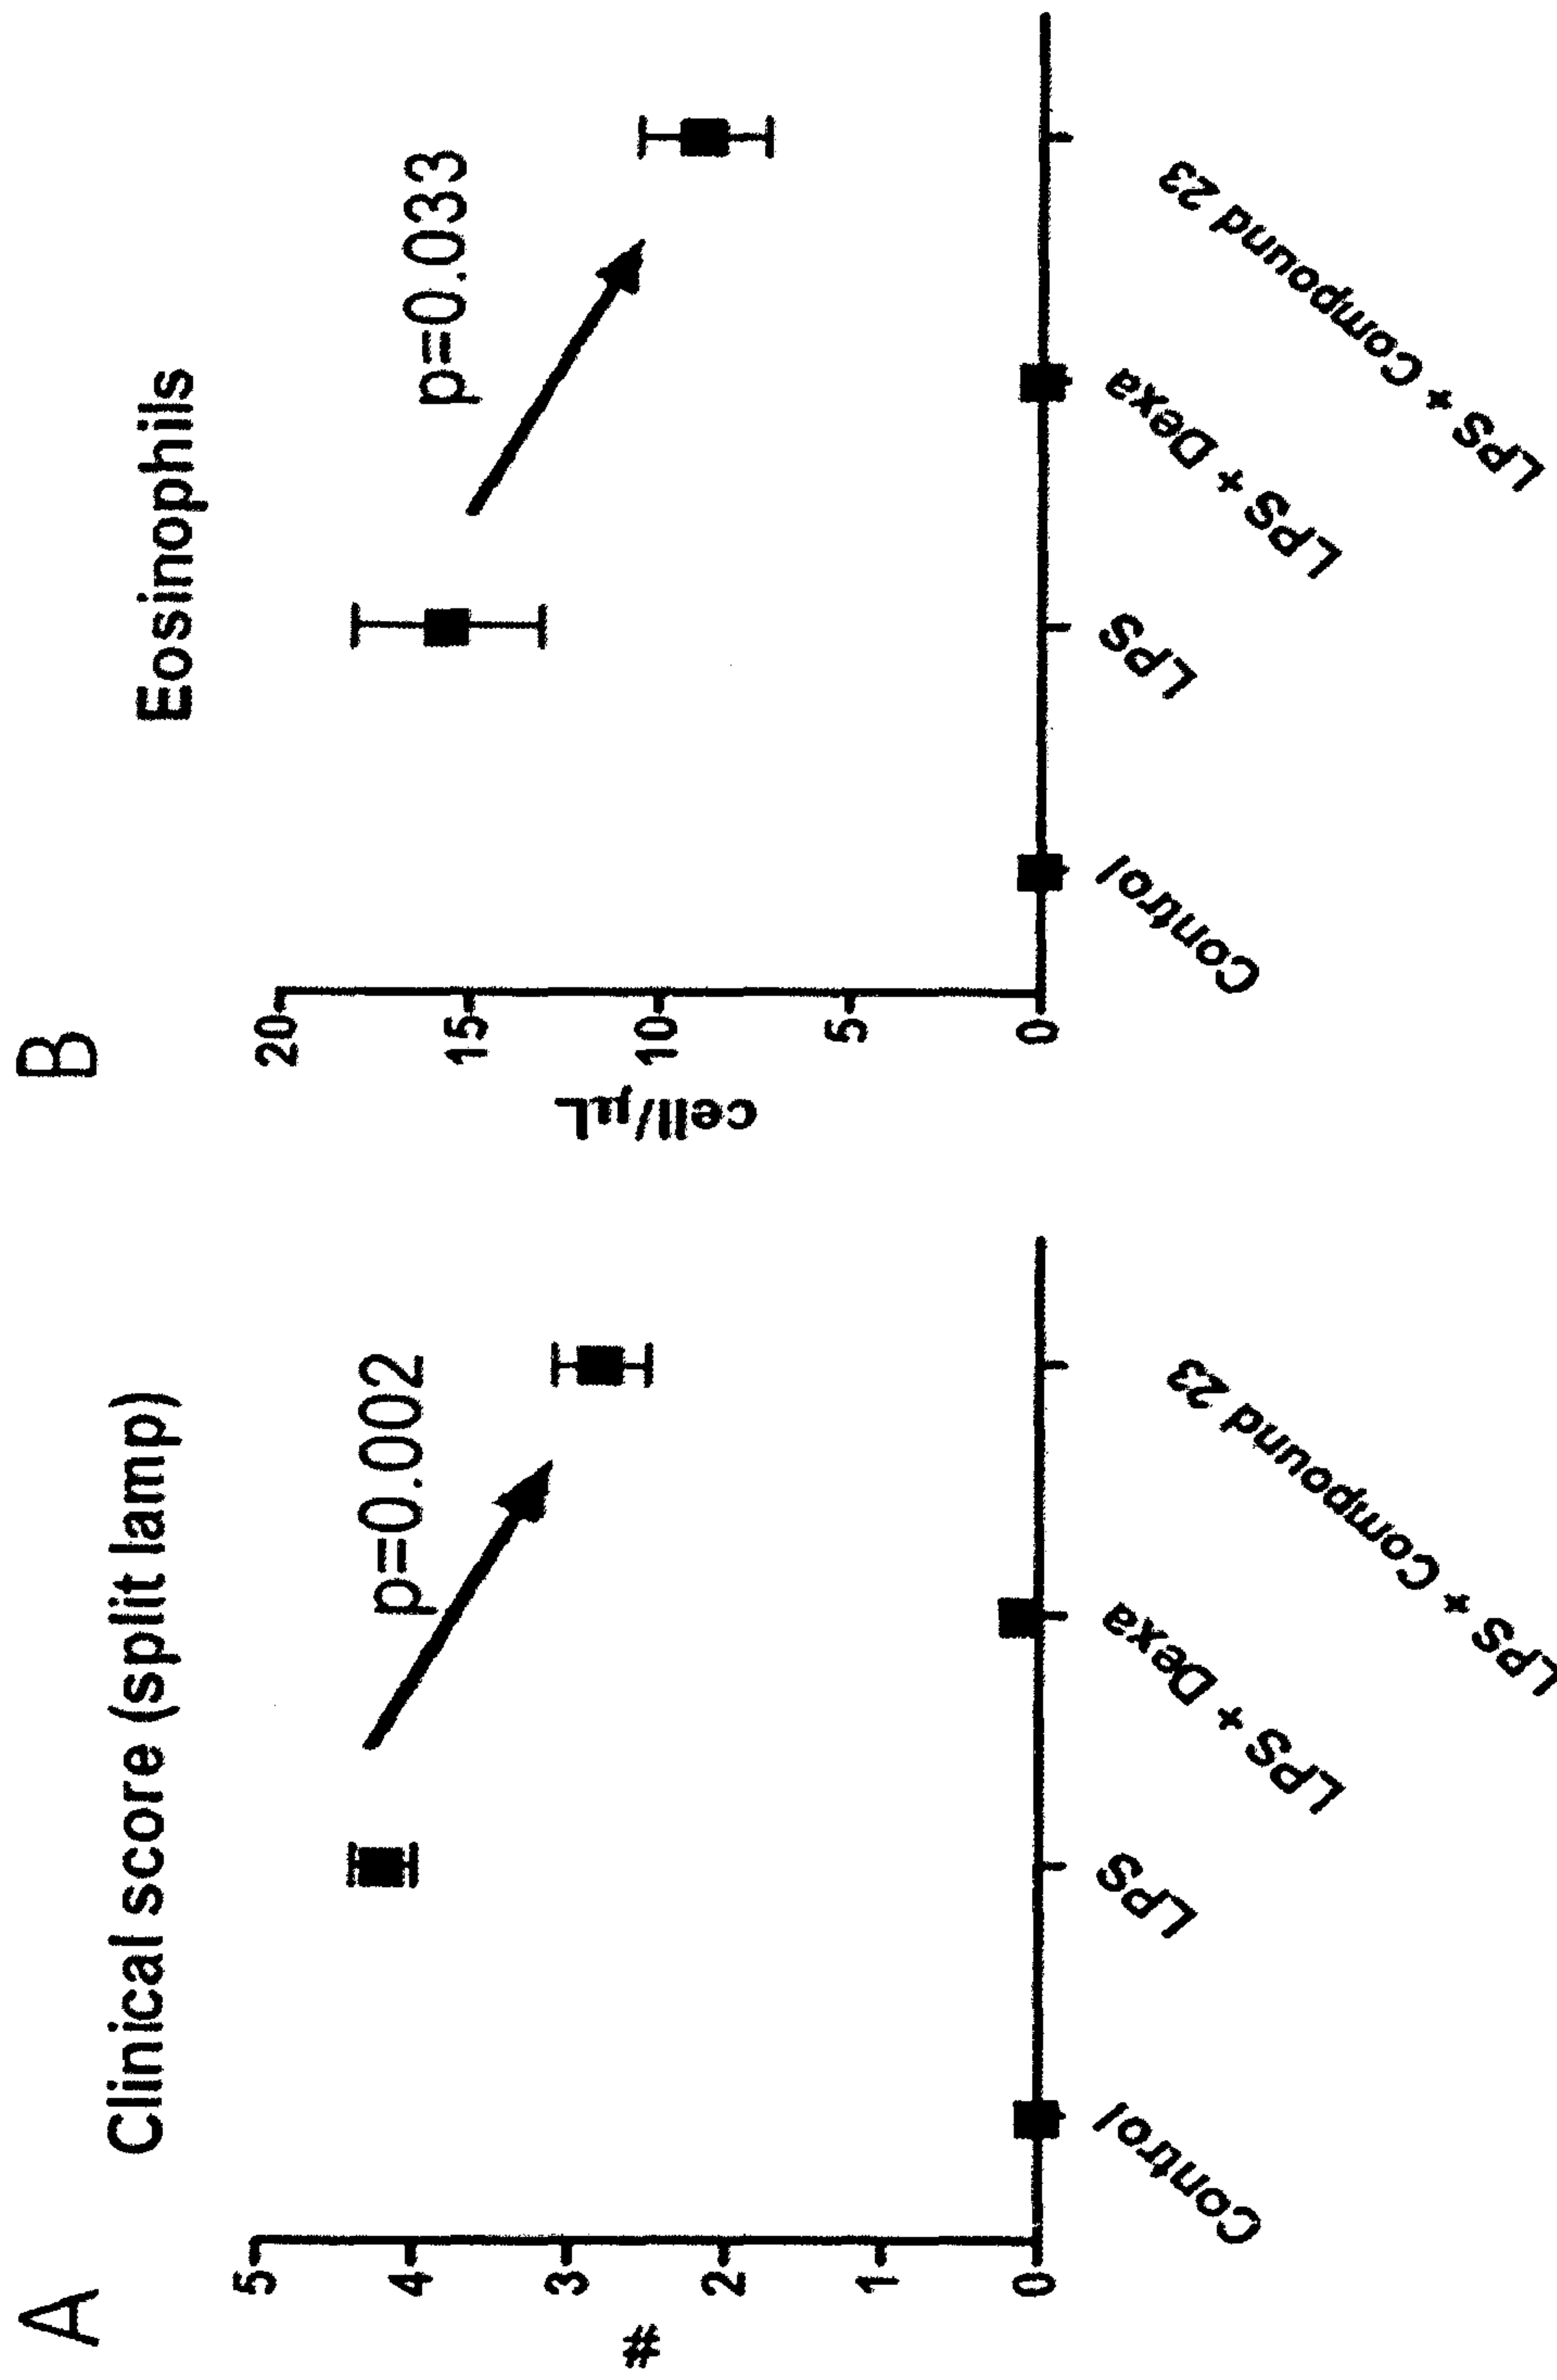 A
Clinical score (split lamp)
p=0.002
#
5
4
3
2
1
0
Control
LPS
LPS + Dexa
LPS + Compound 23
B
Eosinophils
p=0.033
cell/µL
20
15
10
5
0
Control
LPS
LPS + Dexa
LPS + Compound 23